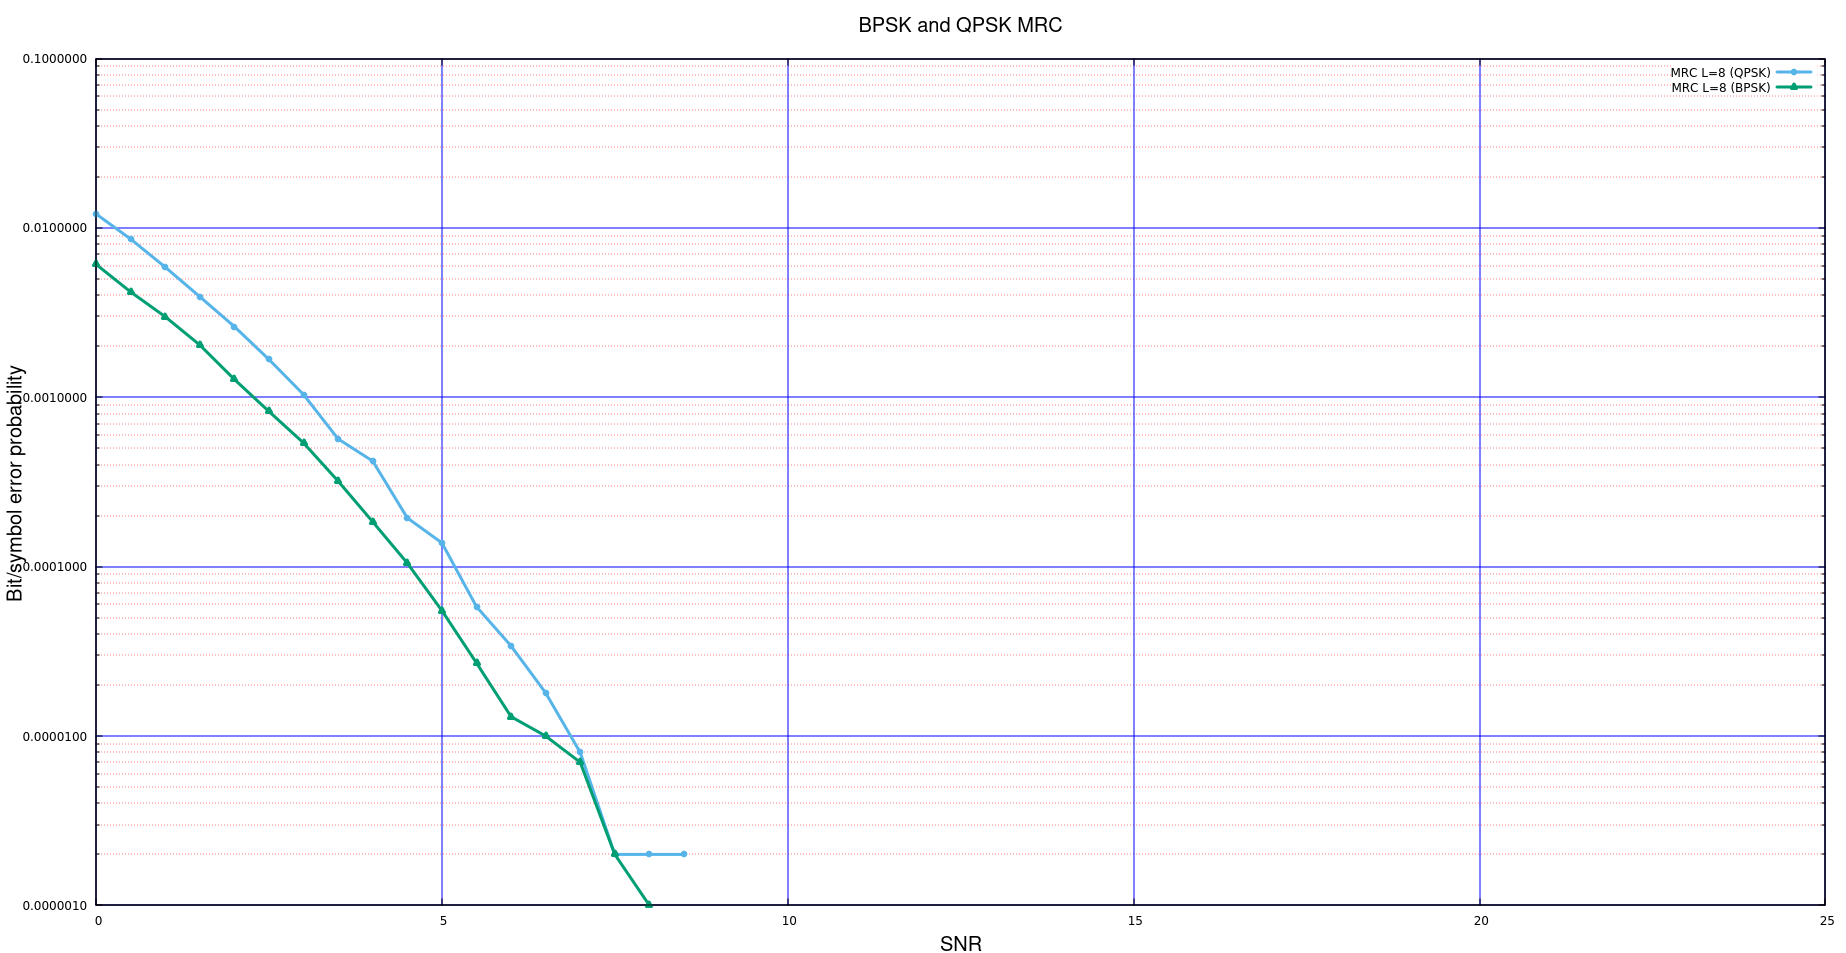 BPSK and QPSK MRC
0.1000000
MRC L=8 (QPSK)
MRC L=8 (BPSK)
0.0100000
0.0010000
0.0001000
0.0000100
0.0000010
Bit/symbol error probability
0 5 10 15 20 25
SNR